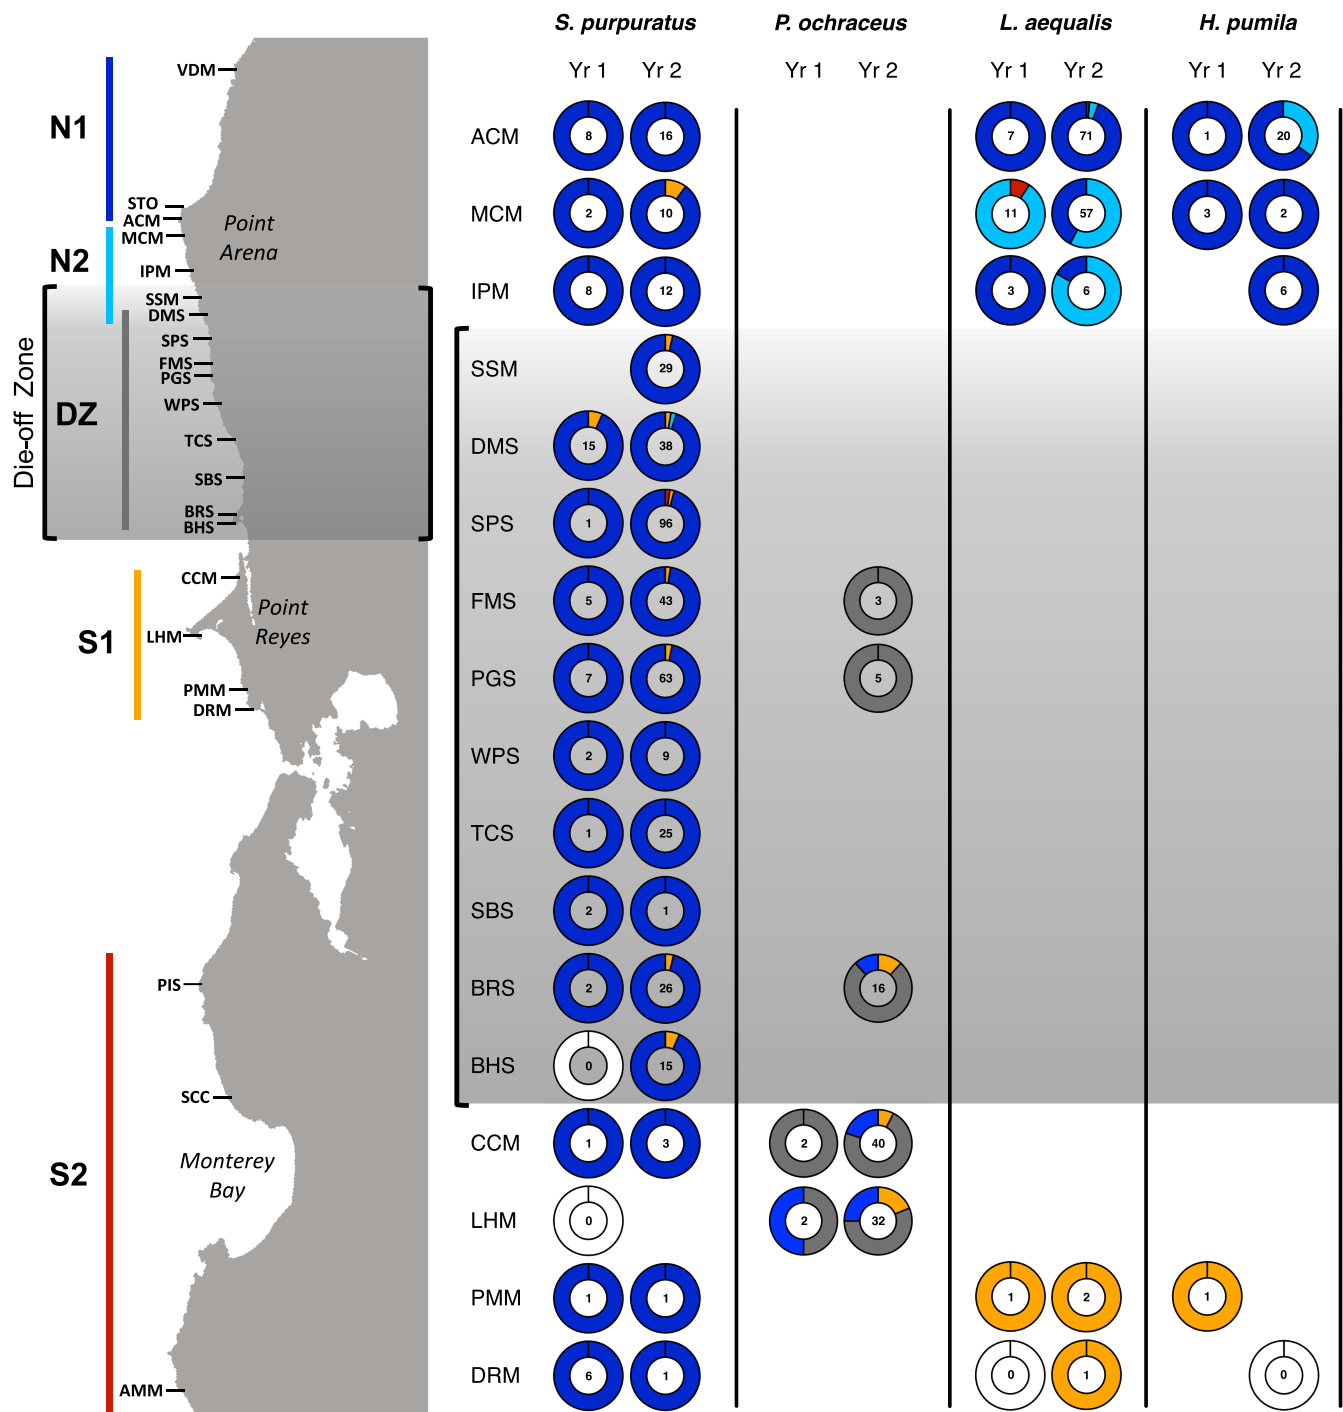 S. purpuratus P. ochraceus L. aequalis H. pumila
Yr 1 Yr 2 Yr 1 Yr 2 Yr 1 Yr 2 Yr 1 Yr 2
VDM
N1
STO
ACM
MCM
Point
Arena
N2
IPM
SSM
DMS
SPS
FMS
PGS
WPS
TCS
SBS
BRS
BHS
Die-off Zone
DZ
CCM
Point
Reyes
LHM
S1
PMM
DRM
PIS
SCC
Monterey
Bay
S2
AMM
ACM 8 16 7 71 1 20
MCM 2 10 11 57 3 2
IPM 8 12 3 6 6
SSM 29
DMS 15 38
SPS 1 96
FMS 5 43 3
PGS 7 63 5
WPS 2 9
TCS 1 25
SBS 2 1
BRS 2 26 16
BHS 0 15
CCM 1 3 2 40
LHM 0 2 32
PMM 1 1 1 2 1
DRM 6 1 0 1 0